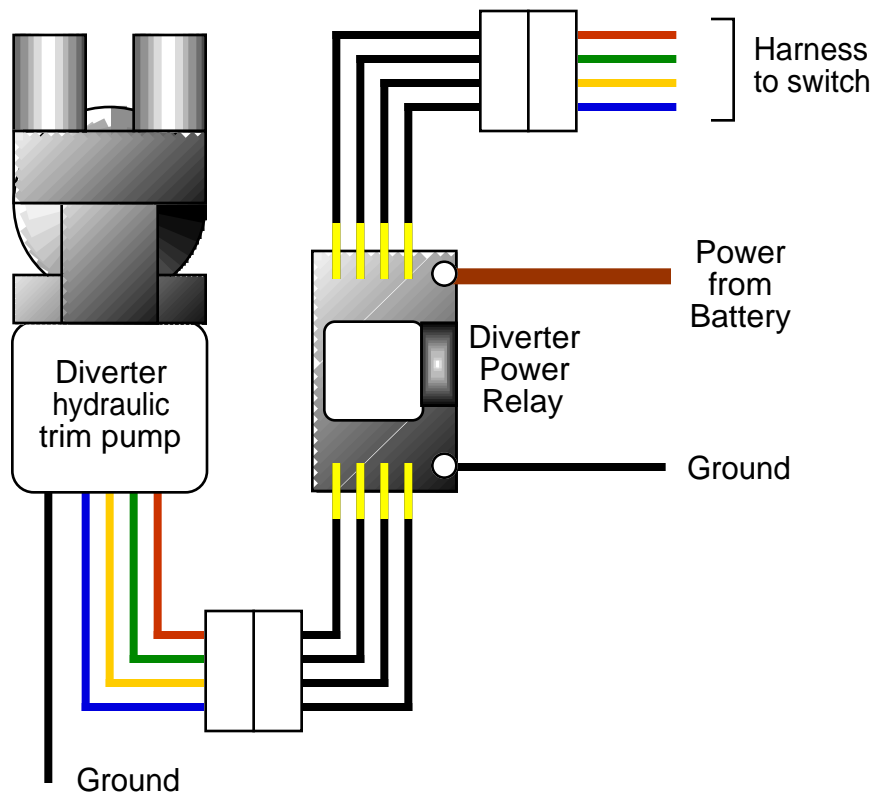 Harness
to switch
Power
from
Battery
Diverter
Power
Relay
Diverter
hydraulic
trim pump
Ground
Ground